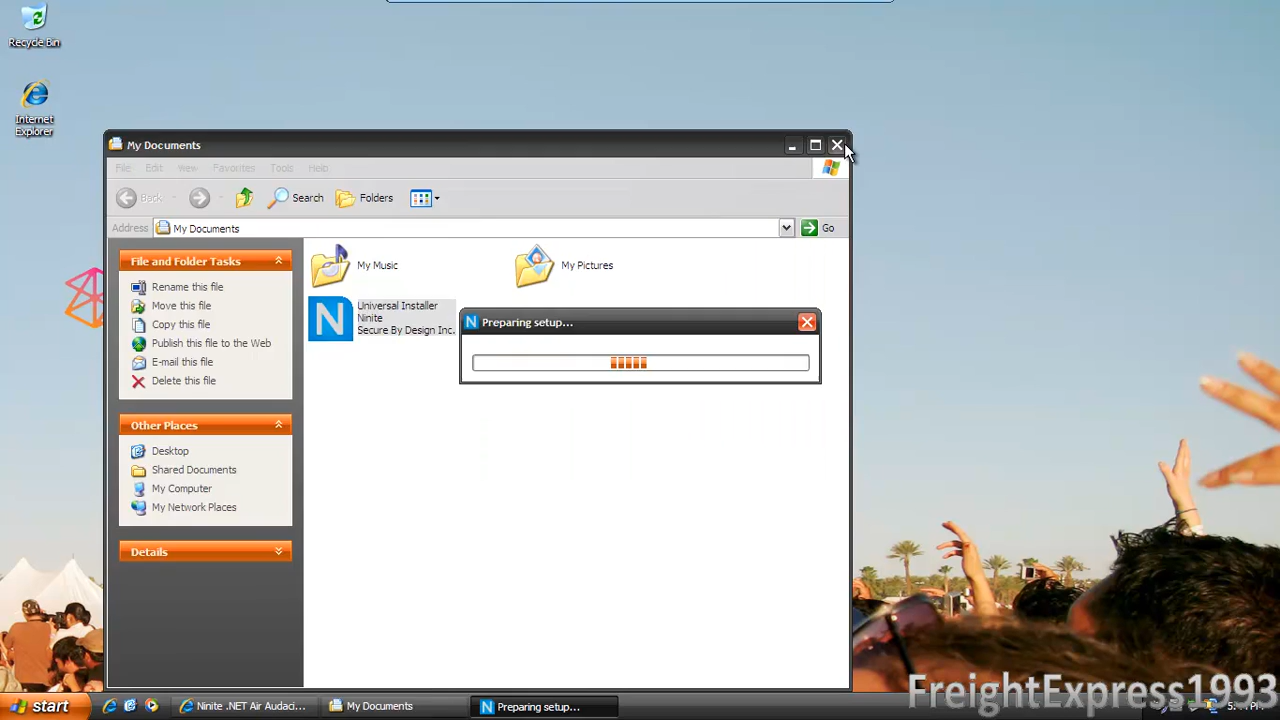 Recycle Bin
Internet
Explorer
My Documents
File Edit View Favorites Tools Help
Back Search Folders
Address My Documents Go
File and Folder Tasks
Rename this file
Move this file
Copy this file
Publish this file to the Web
E-mail this file
Delete this file
Other Places
Desktop
Shared Documents
My Computer
My Network Places
Details
My Music
My Pictures
N
Universal Installer
Ninite
Secure By Design Inc.
N Preparing setup...
FreightExpress1993
start
Ninite .NET Air Audaci...
My Documents
N Preparing setup...